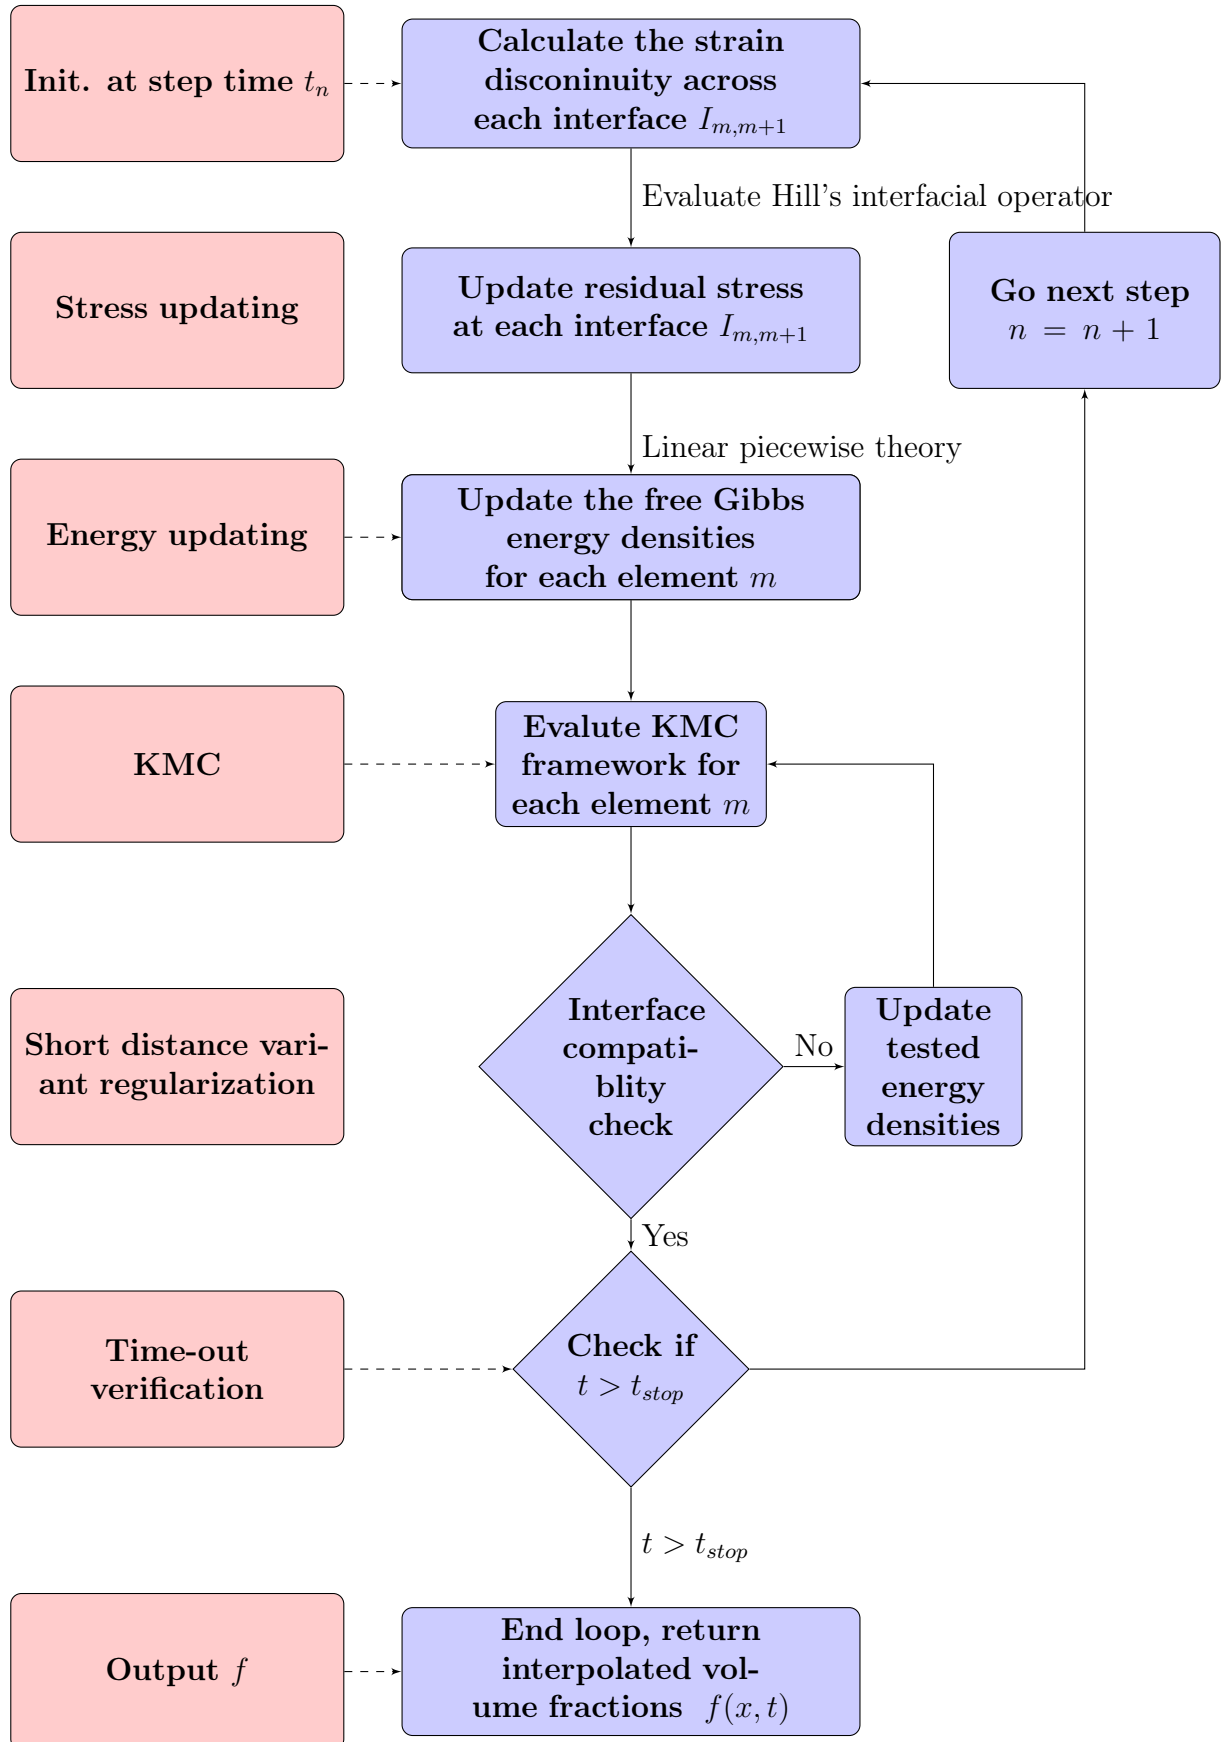 Init. at step time tₙ
Calculate the strain
disconinuity across
each interface I_{m,m+1}
Evaluate Hill's interfacial operator
Stress updating
Update residual stress
at each interface I_{m,m+1}
Go next step
n = n + 1
Linear piecewise theory
Energy updating
Update the free Gibbs
energy densities
for each element m
KMC
Evalute KMC
framework for
each element m
Short distance vari-
ant regularization
Interface
compati-
blity
check
No
Update
tested
energy
densities
Yes
Time-out
verification
Check if
t > t_{stop}
t > t_{stop}
Output f
End loop, return
interpolated vol-
ume fractions f(x, t)